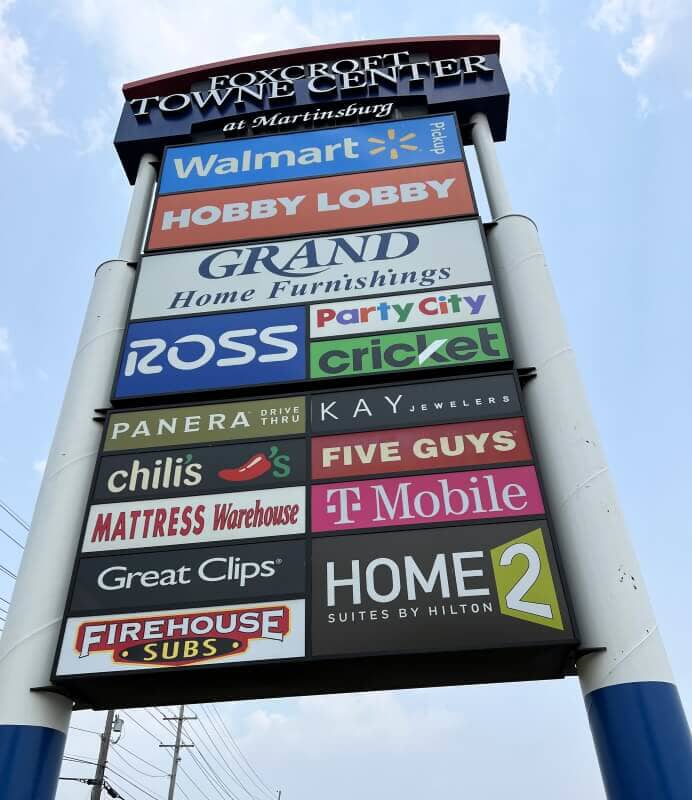 FOXCROFT
TOWNE CENTER
at Martinsburg
Walmart Pickup
HOBBY LOBBY
GRAND
Home Furnishings
ROSS
Party City
cricket
PANERA DRIVE THRU
KAY JEWELERS
chili's
FIVE GUYS
MATTRESS Warehouse
T Mobile
Great Clips®
HOME 2
SUITES BY HILTON
FIREHOUSE
SUBS